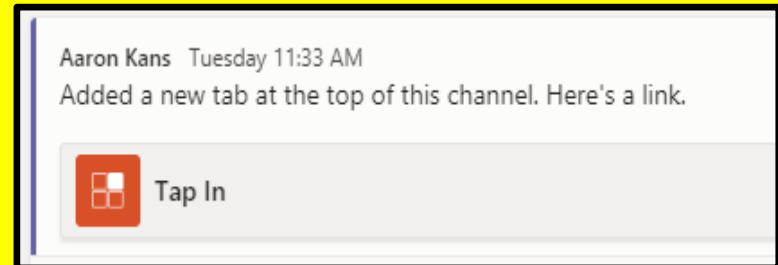 Aaron Kans Tuesday 11:33 AM
Added a new tab at the top of this channel. Here's a link.
Tap In